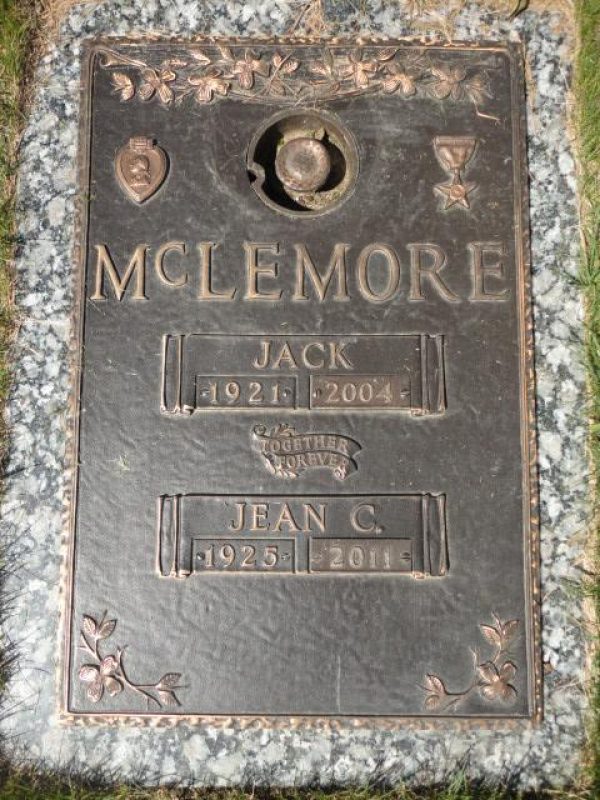 McLEMORE
JACK
1921 2004
TOGETHER
FOREVER
JEAN C.
1925 2011